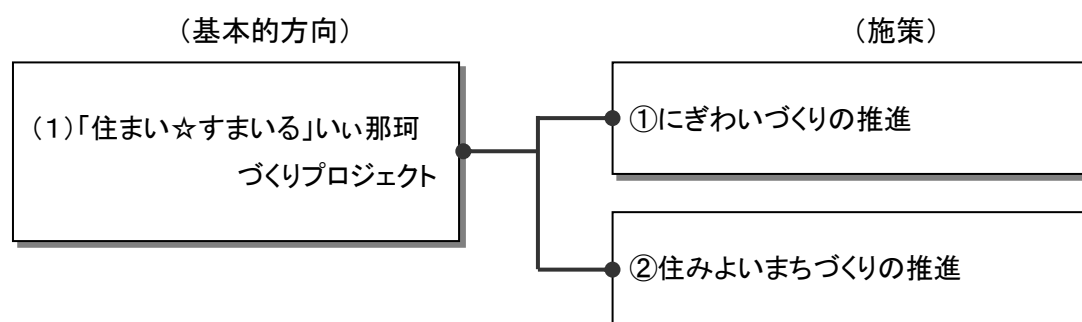 （基本的方向）
（施策）
（１）「住まい☆すまいる」いぃ那珂
づくりプロジェクト
①にぎわいづくりの推進
②住みよいまちづくりの推進